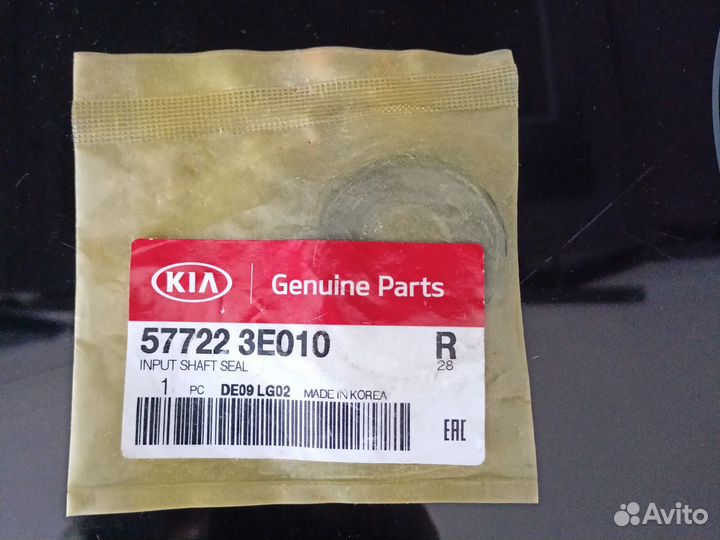 KIA Genuine Parts
57722 3E010 R
INPUT SHAFT SEAL 28
1 PC DE09 LG02 MADE IN KOREA
EAC
Avito